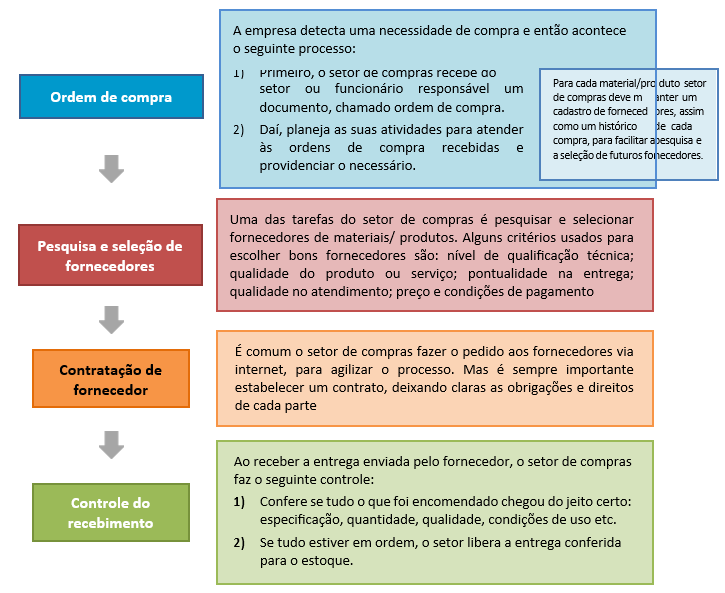 Ordem de compra
A empresa detecta uma necessidade de compra e então acontece
o seguinte processo:
1) Primeiro, o setor de compras recebe do
setor ou funcionário responsável um
documento, chamado ordem de compra.
2) Daí, planeja as suas atividades para atender
às ordens de compra recebidas e
providenciar o necessário.
Para cada material/produto setor
de compras deve manter um
cadastro de fornecedores, assim
como um histórico de cada
compra, para facilitar a pesquisa e
a seleção de futuros fornecedores.
Pesquisa e seleção de
fornecedores
Uma das tarefas do setor de compras é pesquisar e selecionar
fornecedores de materiais/ produtos. Alguns critérios usados para
escolher bons fornecedores são: nível de qualificação técnica;
qualidade do produto ou serviço; pontualidade na entrega;
qualidade no atendimento; preço e condições de pagamento
Contratação de
fornecedor
É comum o setor de compras fazer o pedido aos fornecedores via
internet, para agilizar o processo. Mas é sempre importante
estabelecer um contrato, deixando claras as obrigações e direitos
de cada parte
Controle do
recebimento
Ao receber a entrega enviada pelo fornecedor, o setor de compras
faz o seguinte controle:
1) Confere se tudo o que foi encomendado chegou do jeito certo:
especificação, quantidade, qualidade, condições de uso etc.
2) Se tudo estiver em ordem, o setor libera a entrega conferida
para o estoque.